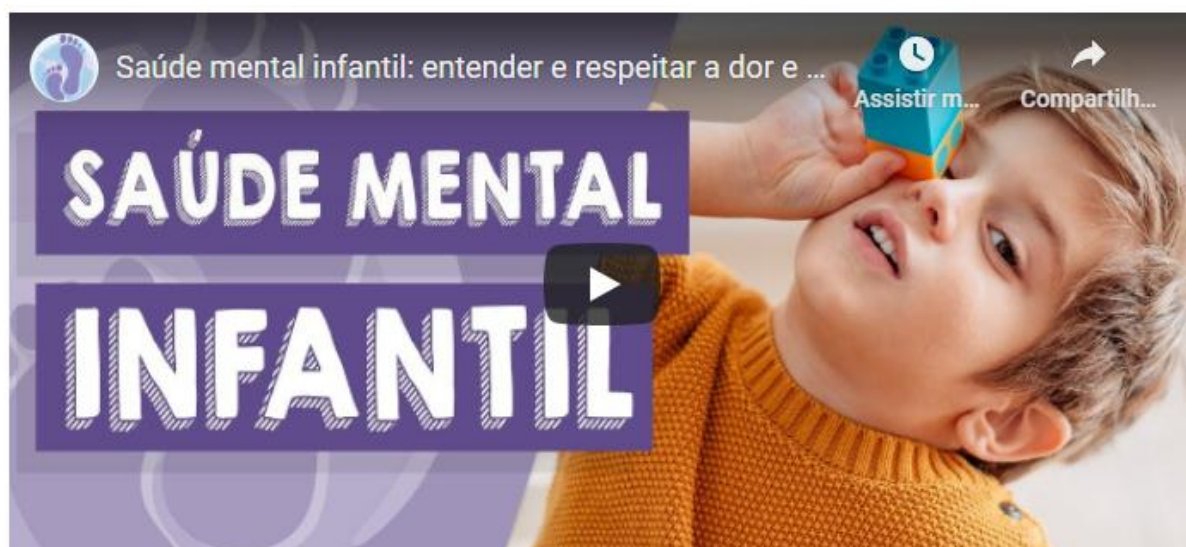 Saúde mental infantil: entender e respeitar a dor e ...
Assistir m...
Compartilh...
SAÚDE MENTAL
INFANTIL